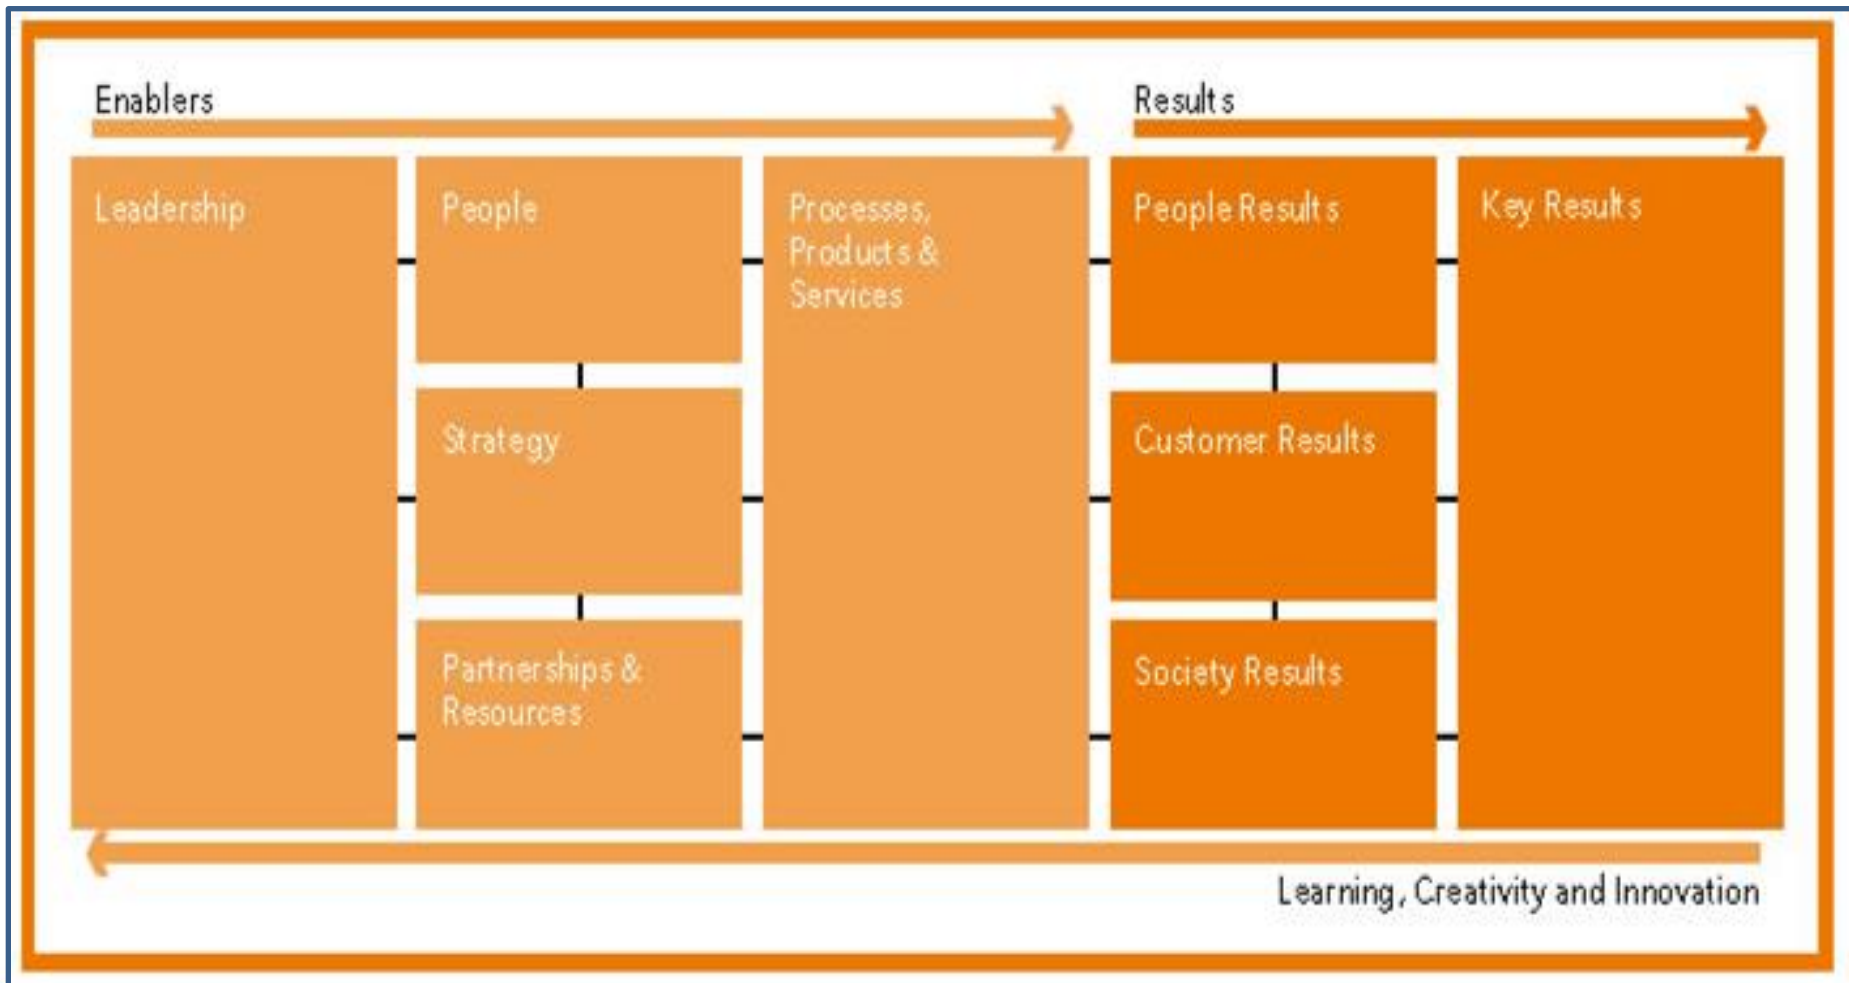 Enablers
Results
Leadership
People
Processes,
Products &
Services
People Results
Key Results
Strategy
Customer Results
Partnerships &
Resources
Society Results
Learning, Creativity and Innovation